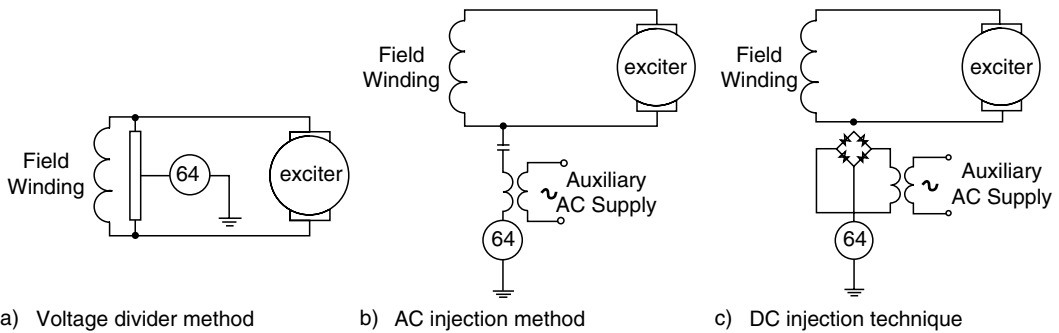 Field
Winding
64
exciter
a) Voltage divider method
Field
Winding
exciter
Auxiliary
AC Supply
64
b) AC injection method
Field
Winding
exciter
Auxiliary
AC Supply
64
c) DC injection technique